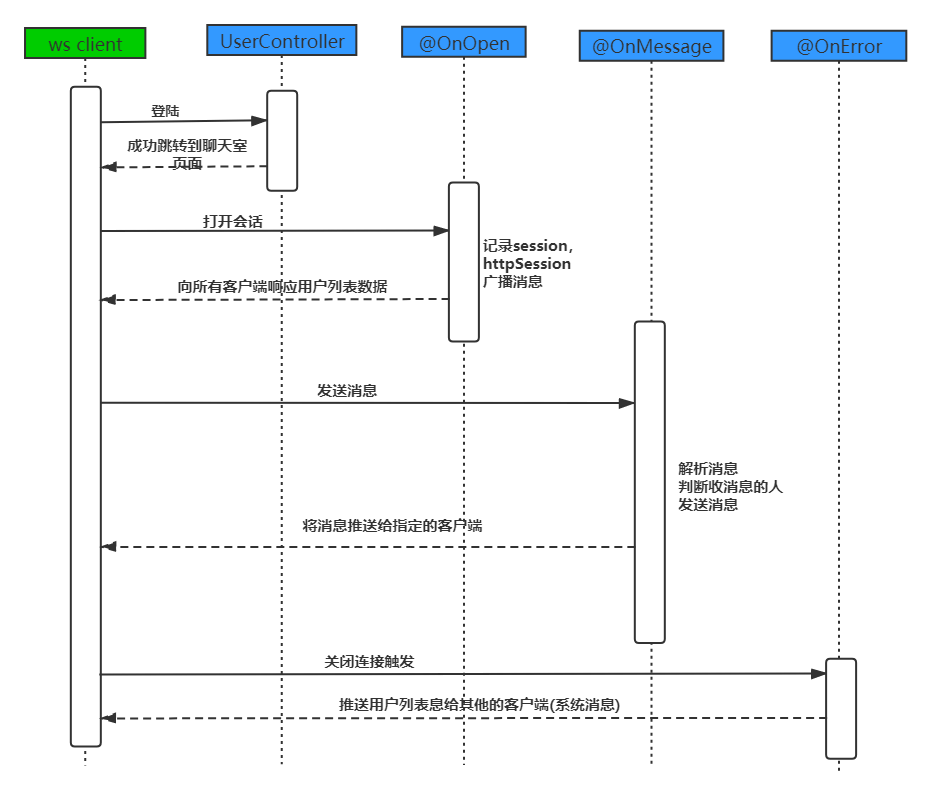 ws client
UserController
@OnOpen
@OnMessage
@OnError
登陆
成功跳转到聊天室
页面
打开会话
记录session，
httpSession
广播消息
向所有客户端响应用户列表数据
发送消息
解析消息
判断收消息的人
发送消息
将消息推送给指定的客户端
关闭连接触发
推送用户列表息给其他的客户端(系统消息)